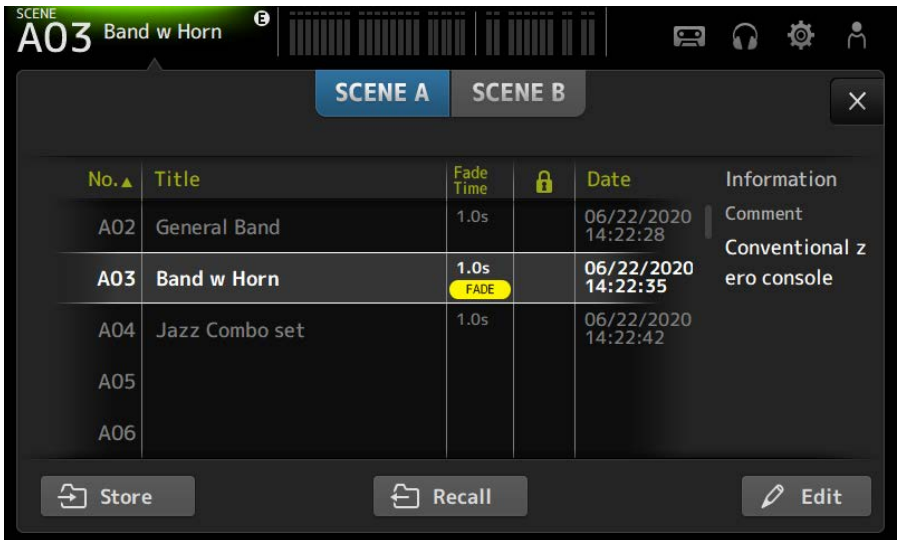 SCENE
A03 Band w Horn E
SCENE A SCENE B
No. Title Fade Time Date Information
A02 General Band 1.0s 06/22/2020 14:22:28
Comment
Conventional z
ero console
A03 Band w Horn 1.0s FADE 06/22/2020 14:22:35
A04 Jazz Combo set 1.0s 06/22/2020 14:22:42
A05
A06
Store Recall Edit